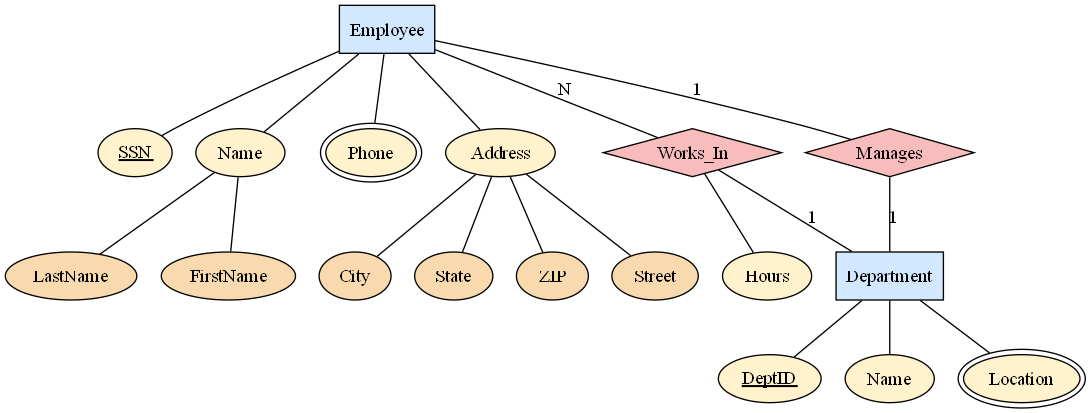 Employee
N
1
SSN
Name
Phone
Address
Works_In
Manages
1
1
LastName
FirstName
City
State
ZIP
Street
Hours
Department
DeptID
Name
Location